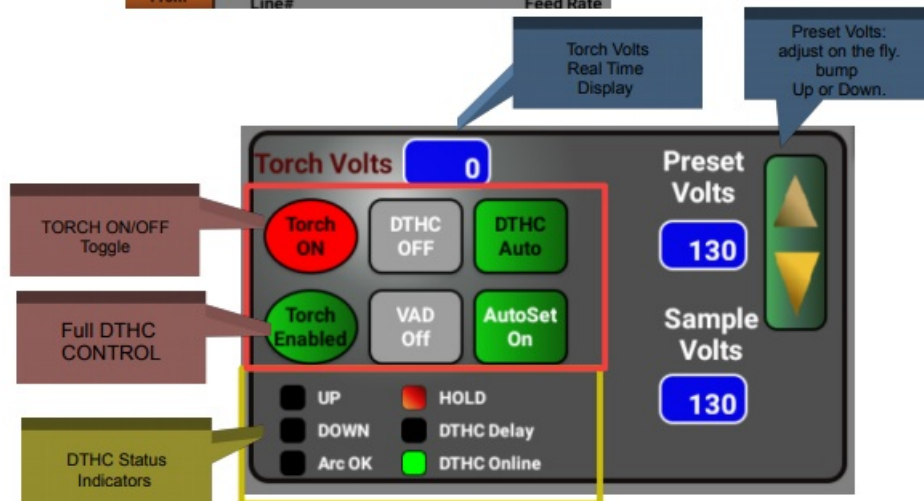 Line#
Feed Rate
Torch Volts
Real Time
Display
Preset Volts:
adjust on the fly.
bump
Up or Down.
Torch Volts 0
Preset
Volts
130
TORCH ON/OFF
Toggle
Torch
ON
DTHC
OFF
DTHC
Auto
Full DTHC
CONTROL
Torch
Enabled
VAD
Off
AutoSet
On
Sample
Volts
130
DTHC Status
Indicators
UP
HOLD
DOWN
DTHC Delay
Arc OK
DTHC Online